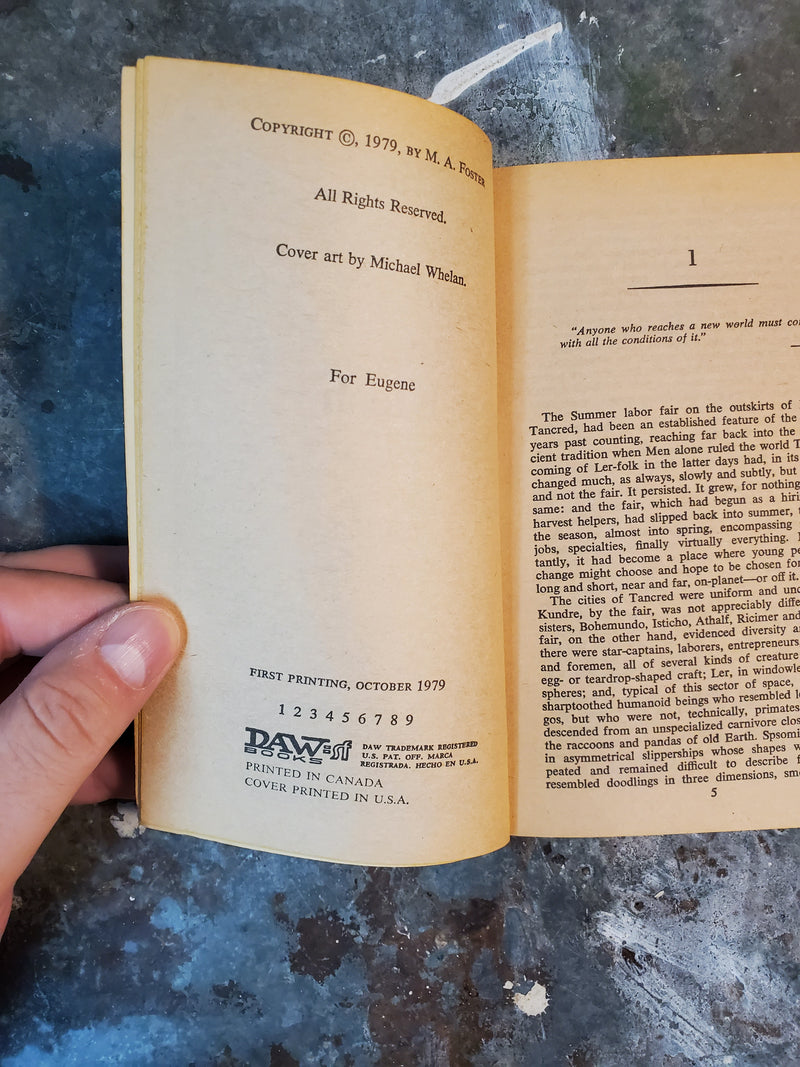 COPYRIGHT ©, 1979, BY M. A. FOSTER
All Rights Reserved.
Cover art by Michael Whelan.
For Eugene
FIRST PRINTING, OCTOBER 1979
1 2 3 4 5 6 7 8 9
DAW sf
BOOKS
DAW TRADEMARK REGISTERED
U.S. PAT. OFF. MARCA
REGISTRADA. HECHO EN U.S.A.
PRINTED IN CANADA
COVER PRINTED IN U.S.A.
1
"Anyone who reaches a new world must
with all the conditions of it."
The Summer labor fair on the outskirts of
Tancred, had been an established feature of the
years past counting, reaching far back into the
cient tradition when Men alone ruled the world
coming of Ler-folk in the latter days had, in its
changed much, as always, slowly and subtly, but
and not the fair. It persisted. It grew, for nothing
same: and the fair, which had begun as a
harvest helpers, had slipped back into summer,
the season, almost into spring, encompassing
jobs, specialties, finally virtually everything.
tantly, it had become a place where young
change might choose and hope to be chosen
long and short, near and far, on-planet—or off it.
The cities of Tancred were uniform and
Kundre, by the fair, was not appreciably
sisters, Bohemundo, Isticho, Athalf, Ricimer and
fair, on the other hand, evidenced diversity
there were star-captains, laborers, entrepreneurs
and foremen, all of several kinds of creature
egg- or teardrop-shaped craft; Ler, in
spheres; and, typical of this sector of space,
sharptoothed humanoid beings who resembled
gos, but who were not, technically, primates
descended from an unspecialized carnivore
the raccoons and pandas of old Earth.
in asymmetrical slipperships whose shapes
peated and remained difficult to describe
resembled doodlings in three dimensions,
5